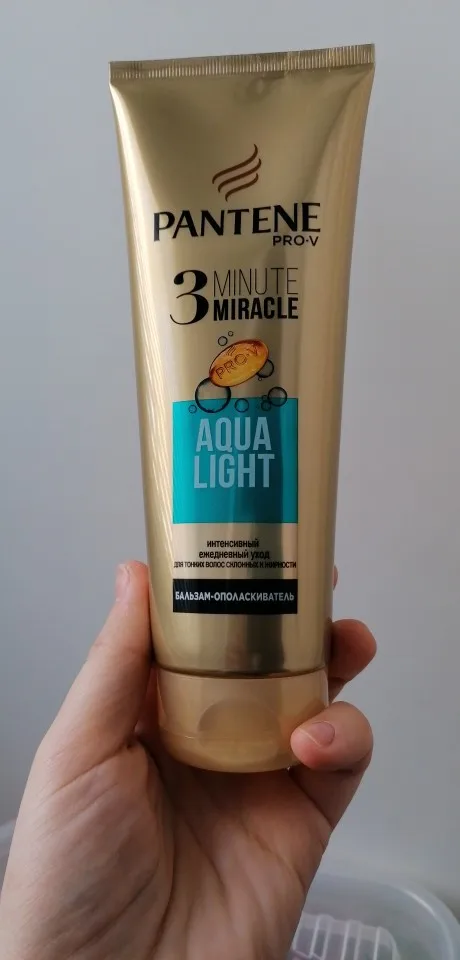 PANTENE
PRO-V
3 MINUTE
MIRACLE
PRO-V
AQUA
LIGHT
интенсивный
ежедневный уход
для тонких волос склонных к жирности
БАЛЬЗАМ-ОПОЛАСКИВАТЕЛЬ